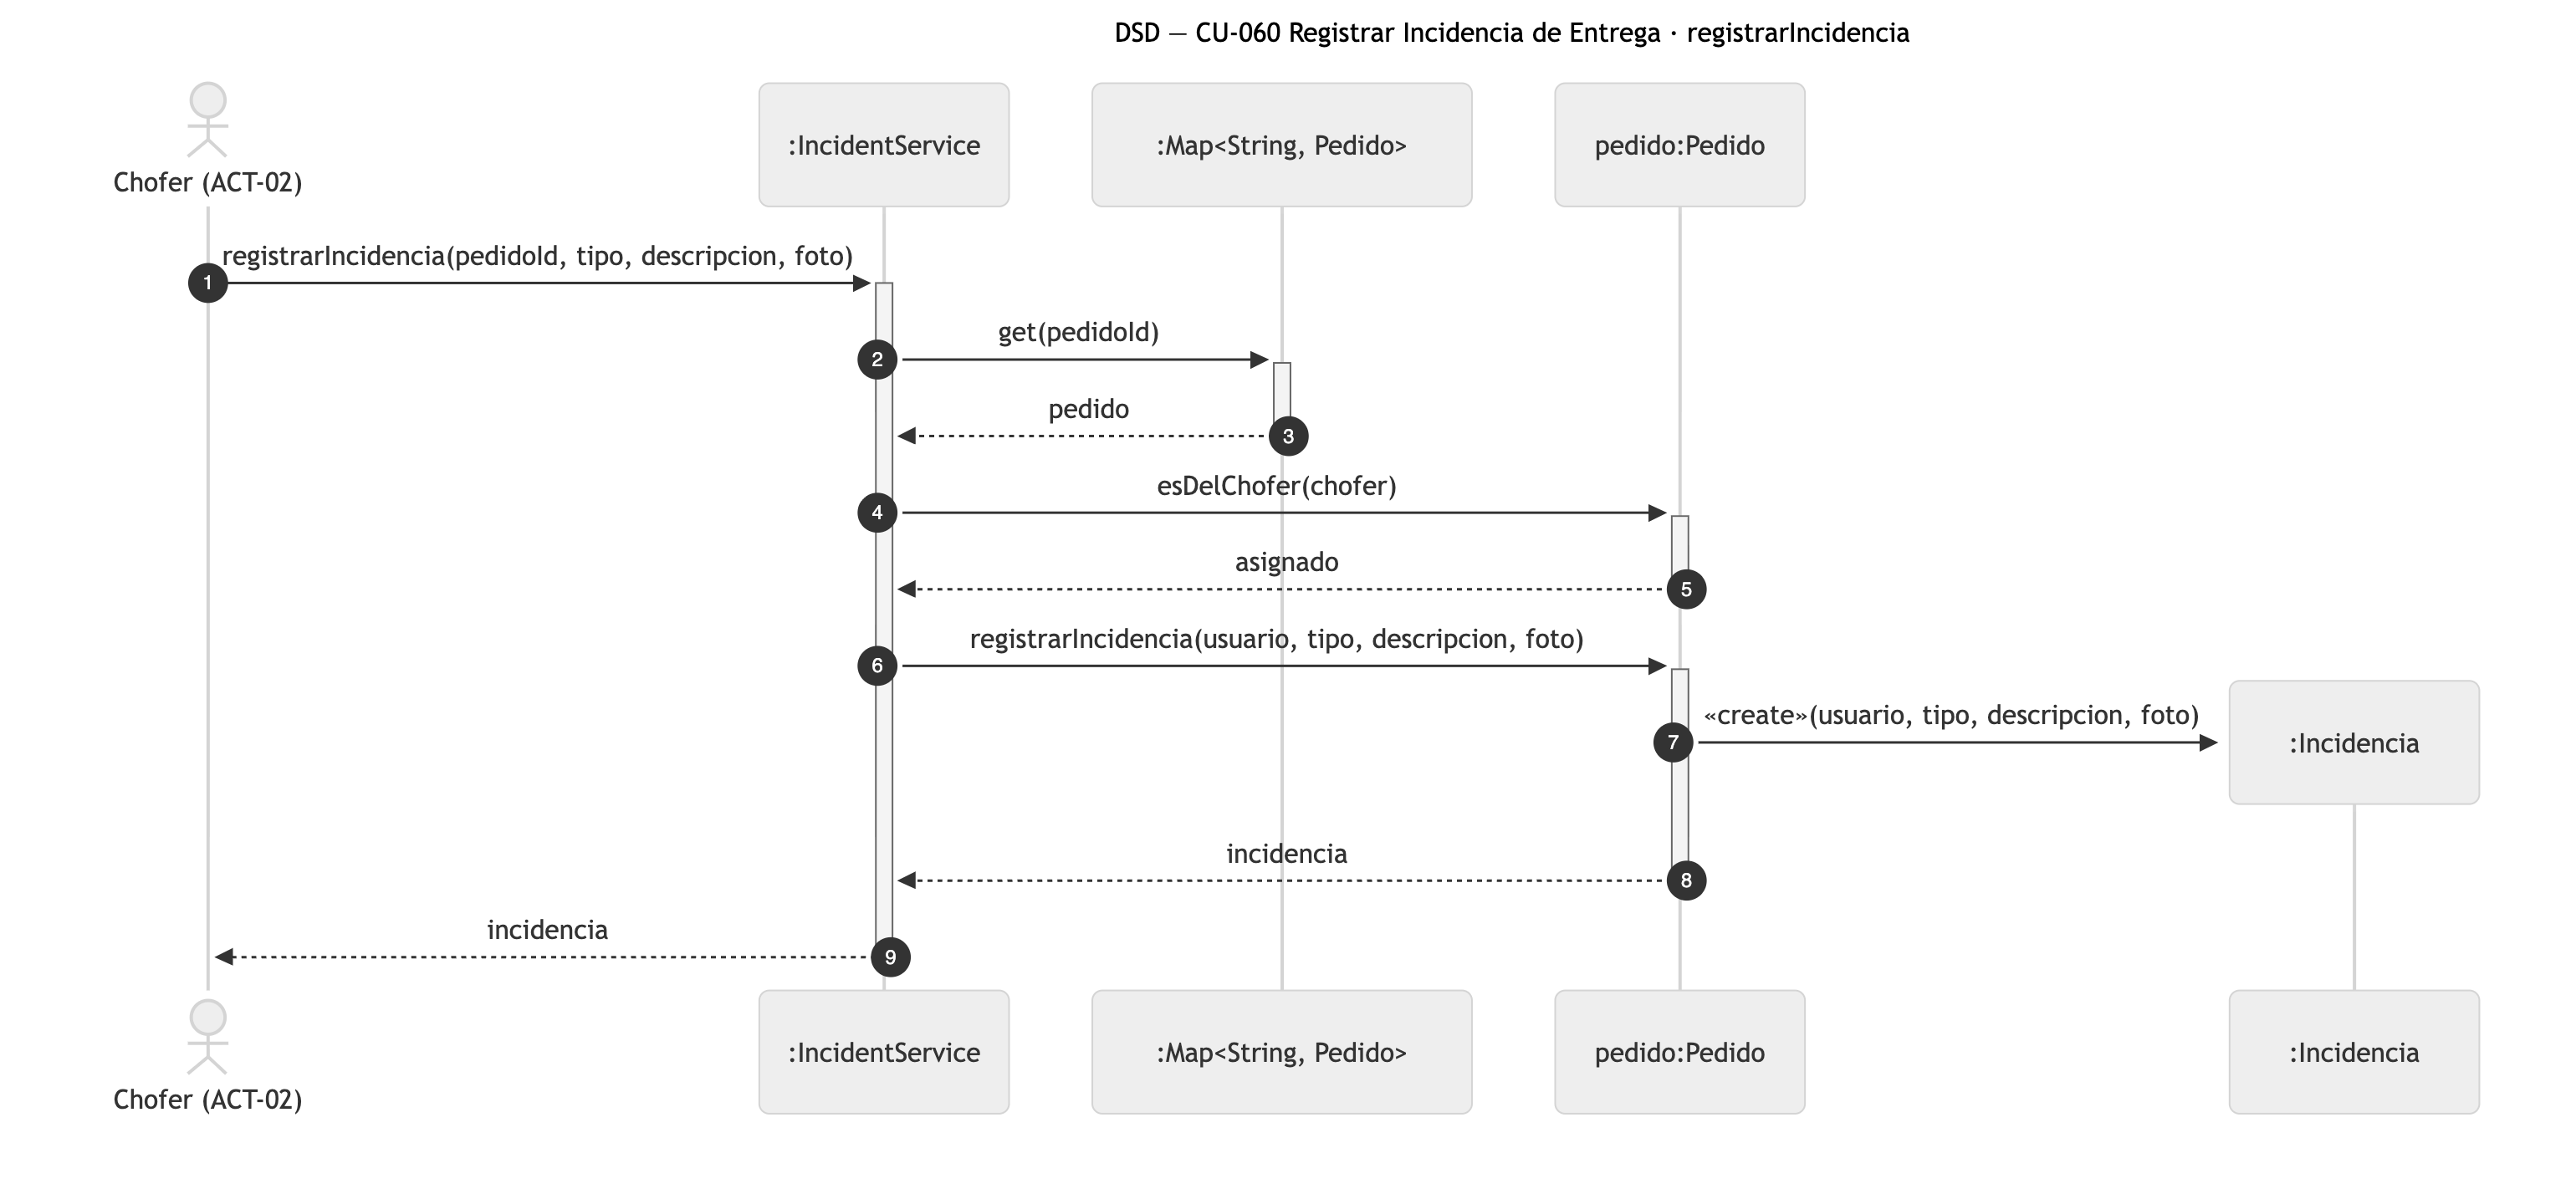 DSD — CU-060 Registrar Incidencia de Entrega · registrarIncidencia
Chofer (ACT-02)
:IncidentService
:Map<String, Pedido>
pedido:Pedido
registrarIncidencia(pedidoId, tipo, descripcion, foto)
1
get(pedidoId)
2
pedido
3
esDelChofer(chofer)
4
asignado
5
registrarIncidencia(usuario, tipo, descripcion, foto)
6
«create»(usuario, tipo, descripcion, foto)
7
:Incidencia
incidencia
8
incidencia
9
Chofer (ACT-02)
:IncidentService
:Map<String, Pedido>
pedido:Pedido
:Incidencia